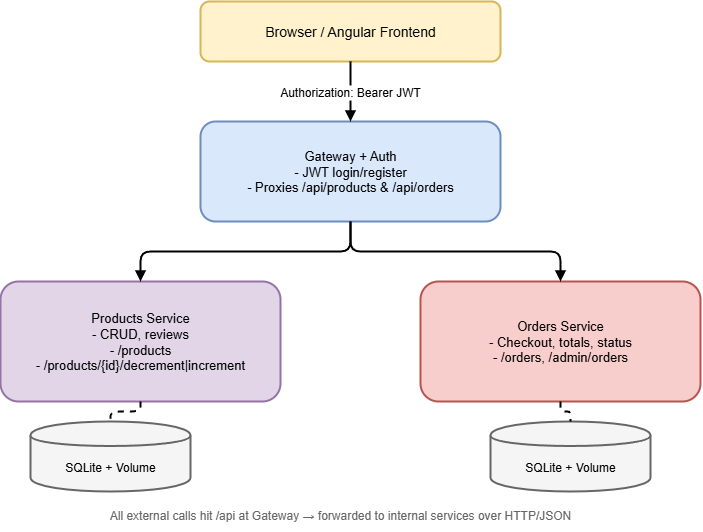 Browser / Angular Frontend
Authorization: Bearer JWT
Gateway + Auth
- JWT login/register
- Proxies /api/products & /api/orders
Products Service
- CRUD, reviews
- /products
- /products/{id}/decrement|increment
Orders Service
- Checkout, totals, status
- /orders, /admin/orders
SQLite + Volume
SQLite + Volume
All external calls hit /api at Gateway → forwarded to internal services over HTTP/JSON